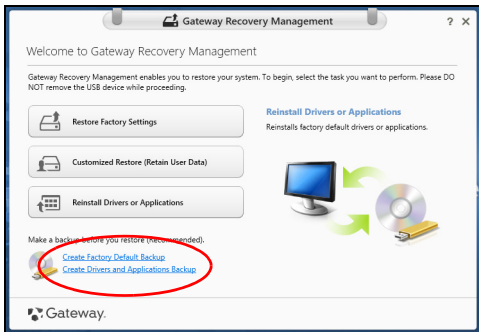 Gateway Recovery Management
? X
Welcome to Gateway Recovery Management
Gateway Recovery Management enables you to restore your system. To begin, select the task you want to perform. Please DO
NOT remove the USB device while proceeding.
Restore Factory Settings
Customized Restore (Retain User Data)
Reinstall Drivers or Applications
Reinstall Drivers or Applications
Reinstalls factory default drivers or applications.
Make a backup before you restore (Recommended).
Create Factory Default Backup
Create Drivers and Applications Backup
Gateway.